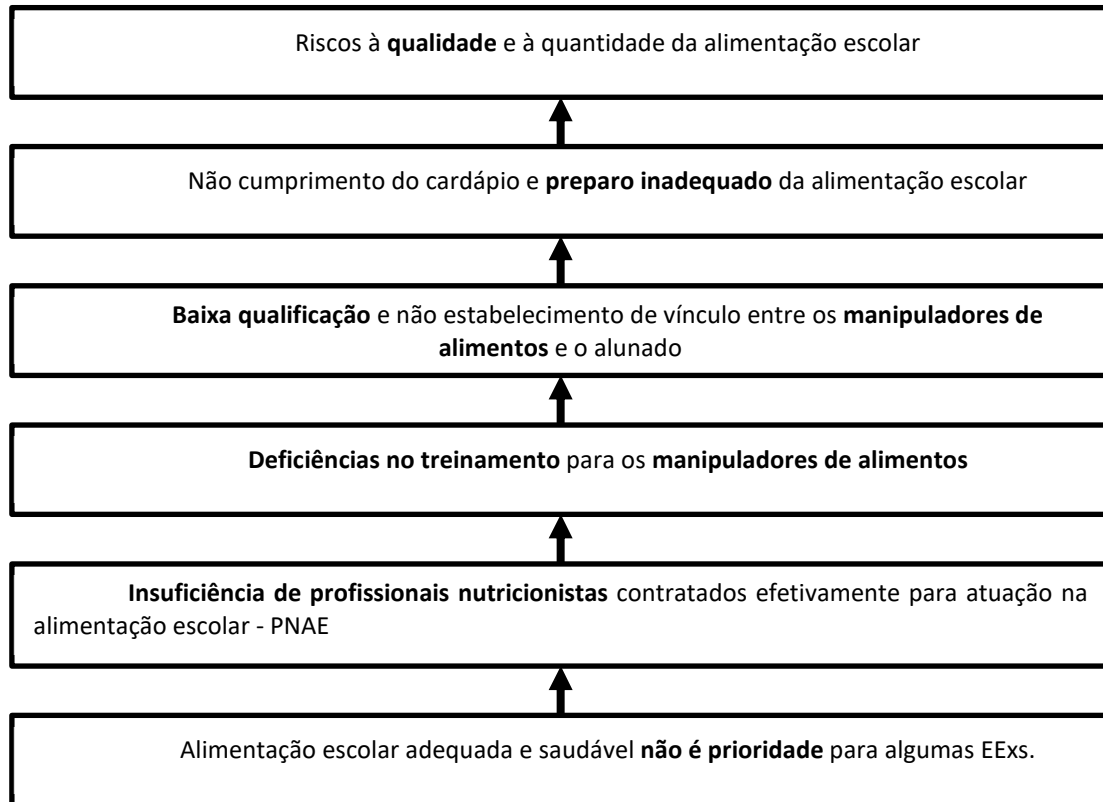 Riscos à qualidade e à quantidade da alimentação escolar
Não cumprimento do cardápio e preparo inadequado da alimentação escolar
Baixa qualificação e não estabelecimento de vínculo entre os manipuladores de
alimentos e o alunado
Deficiências no treinamento para os manipuladores de alimentos
Insuficiência de profissionais nutricionistas contratados efetivamente para atuação na
alimentação escolar - PNAE
Alimentação escolar adequada e saudável não é prioridade para algumas EExs.